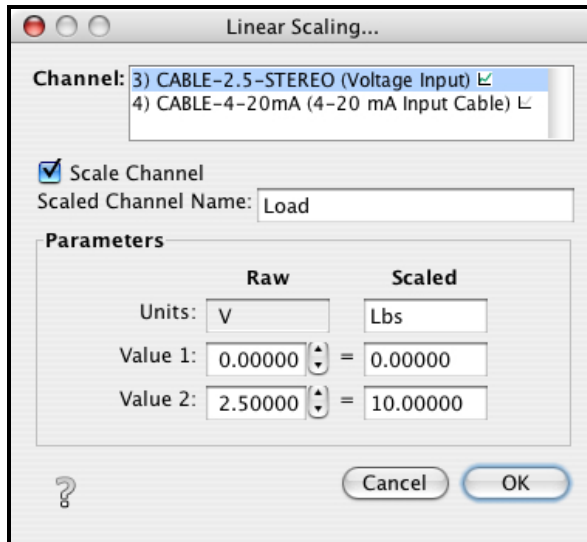 Linear Scaling...
Channel: 3) CABLE-2.5-STEREO (Voltage Input)
4) CABLE-4-20mA (4-20 mA Input Cable)
Scale Channel
Scaled Channel Name: Load
Parameters
Raw Scaled
Units: V Lbs
Value 1: 0.00000 = 0.00000
Value 2: 2.50000 = 10.00000
? Cancel OK